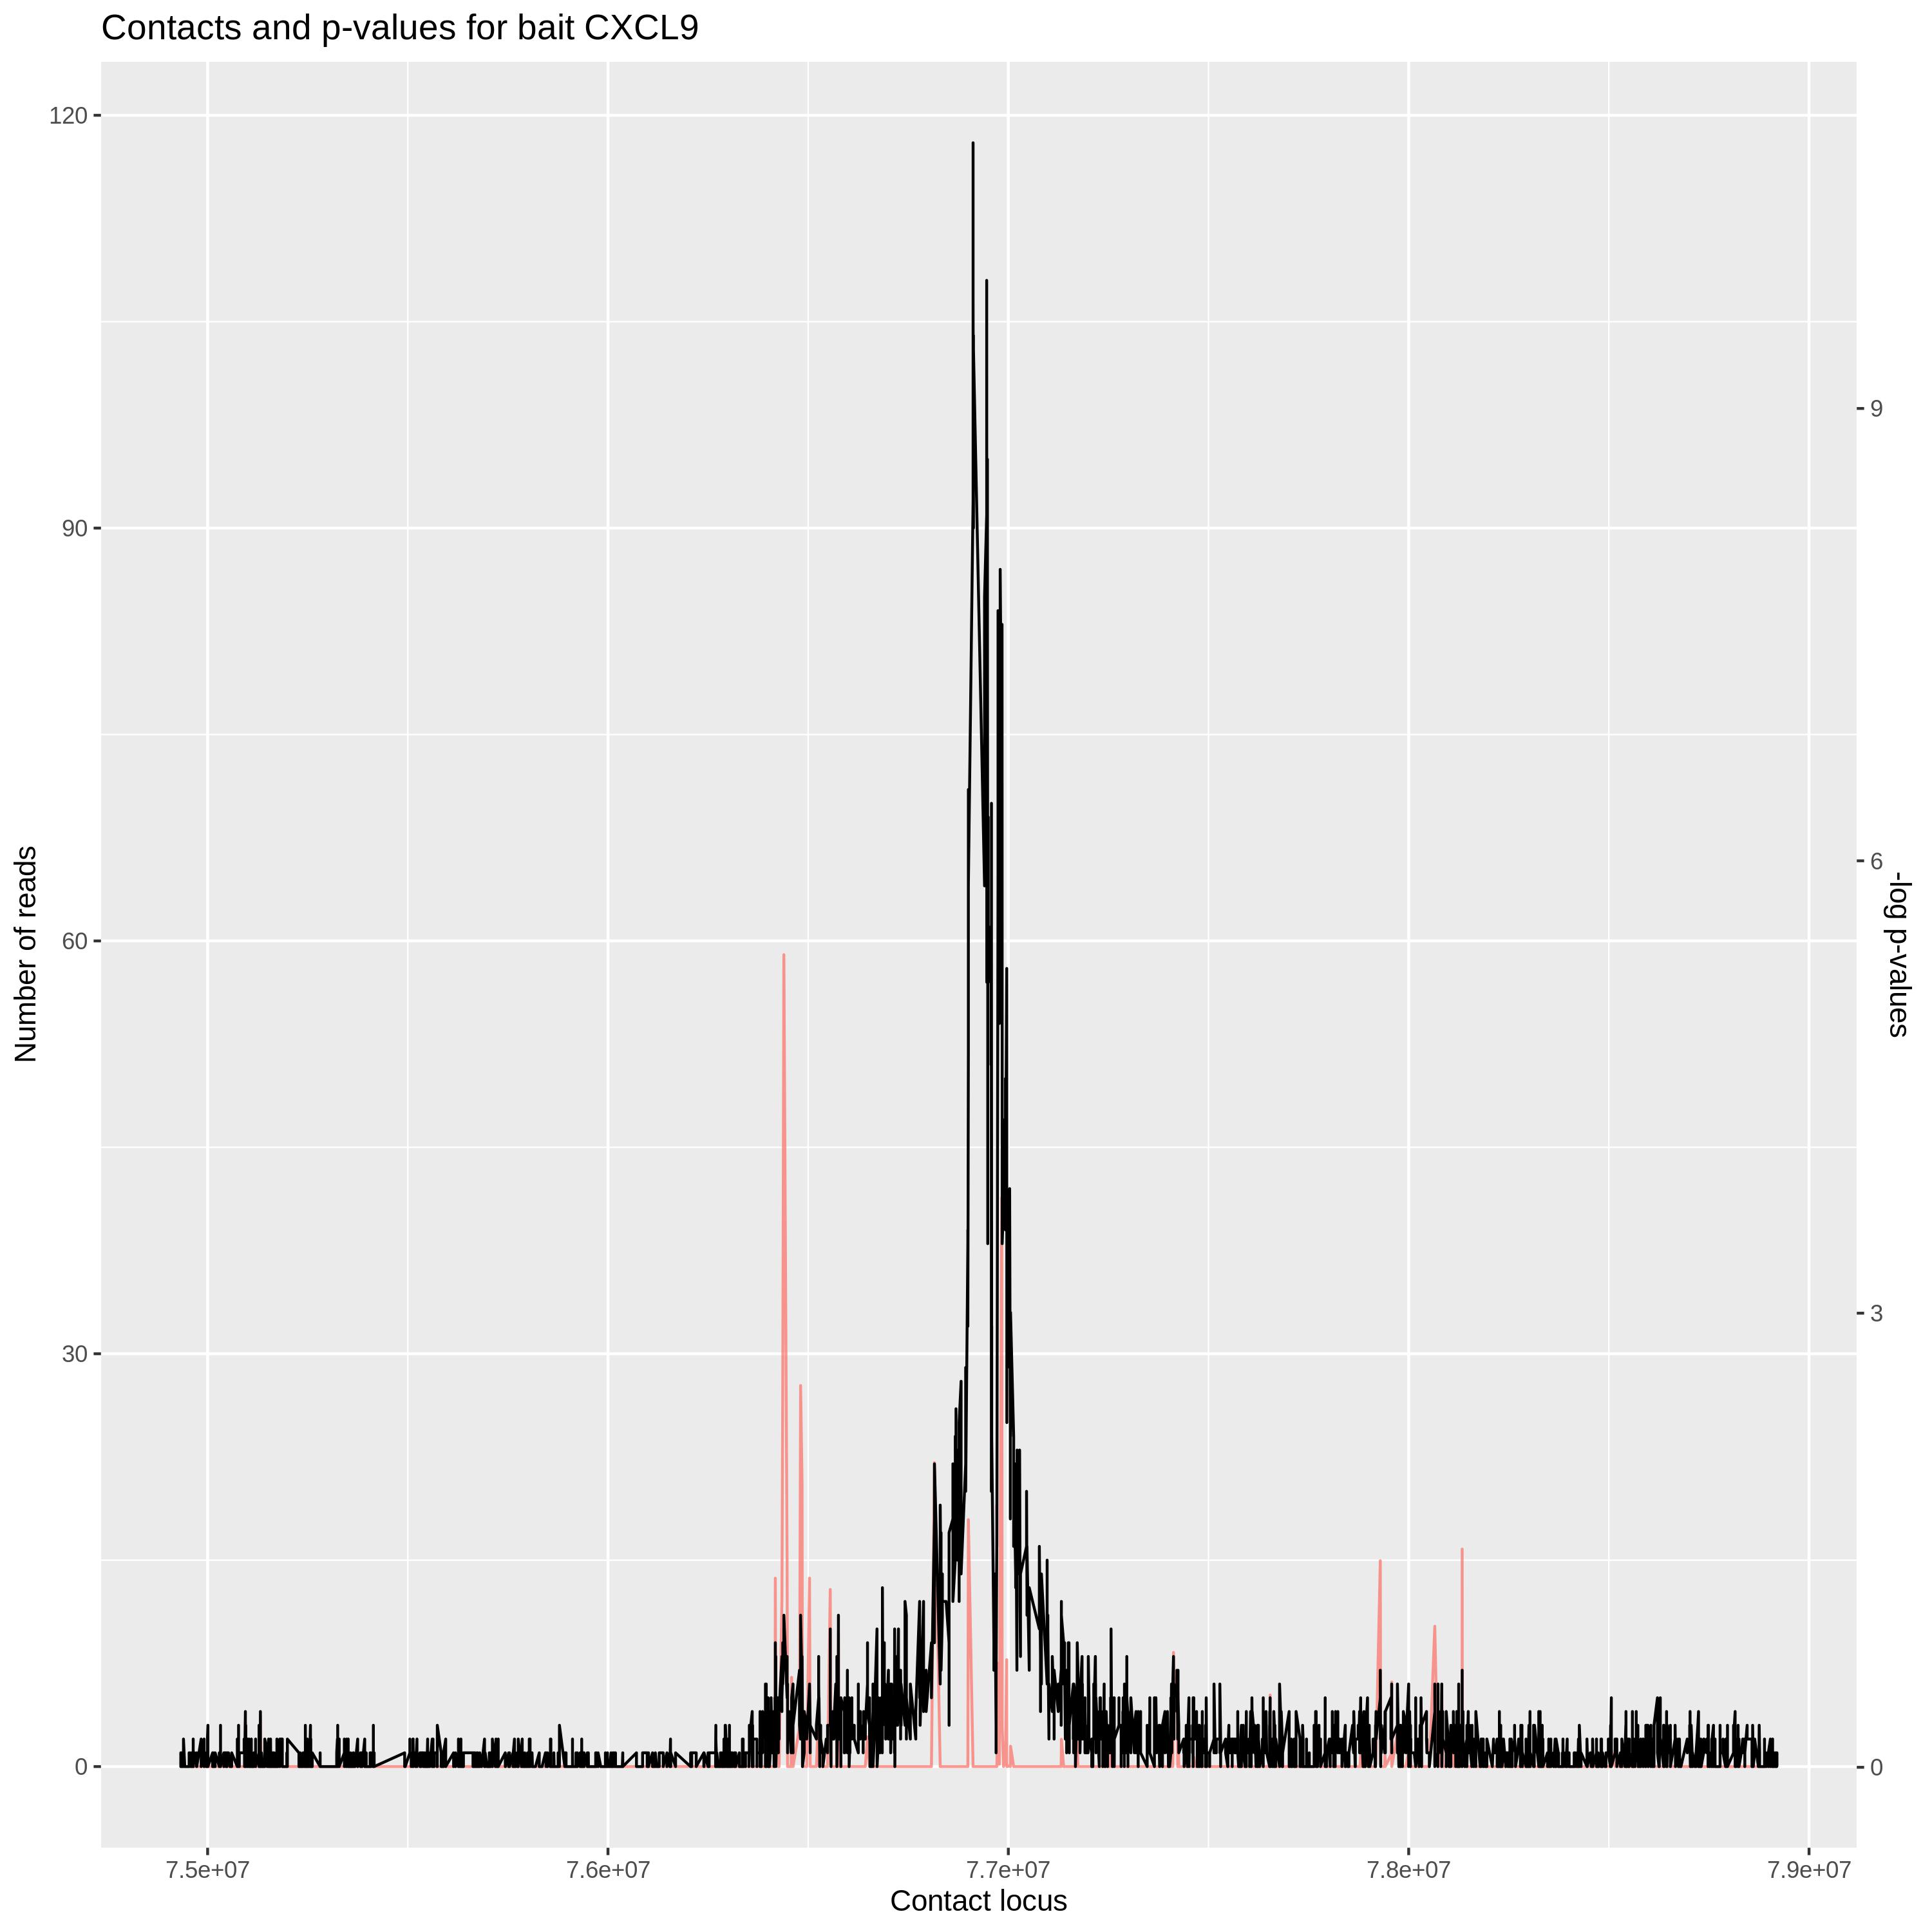 Contacts and p-values for bait CXCL9
120
90
60
30
0
Number of reads
9
6
3
0
-log p-values
7.5e+07
7.6e+07
7.7e+07
7.8e+07
7.9e+07
Contact locus